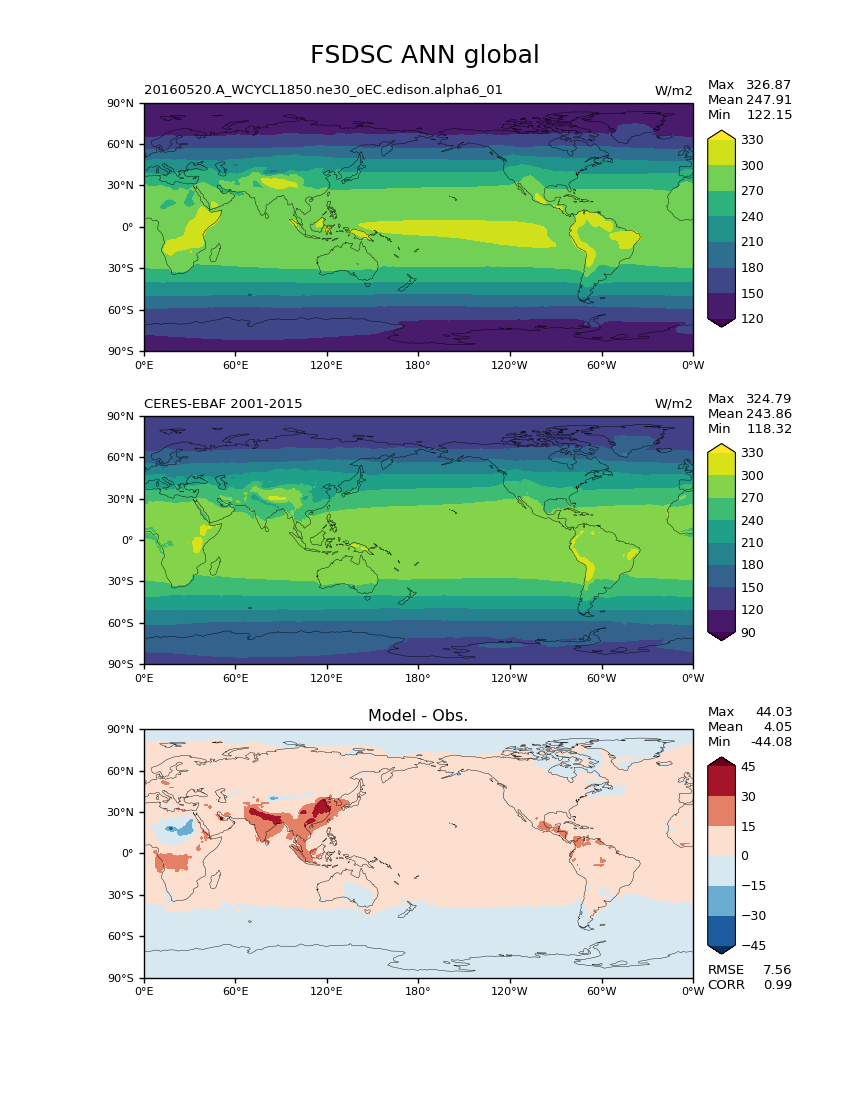 FSDSC ANN global
20160520.A_WCYCL1850.ne30_oEC.edison.alpha6_01 W/m2
Max 326.87
Mean 247.91
Min 122.15
90°N
60°N
30°N
0°
30°S
60°S
90°S
0°E 60°E 120°E 180° 120°W 60°W 0°W
330
300
270
240
210
180
150
120
CERES-EBAF 2001-2015 W/m2
Max 324.79
Mean 243.86
Min 118.32
90°N
60°N
30°N
0°
30°S
60°S
90°S
0°E 60°E 120°E 180° 120°W 60°W 0°W
330
300
270
240
210
180
150
120
90
Model - Obs.
Max 44.03
Mean 4.05
Min -44.08
90°N
60°N
30°N
0°
30°S
60°S
90°S
0°E 60°E 120°E 180° 120°W 60°W 0°W
45
30
15
0
−15
−30
−45
RMSE 7.56
CORR 0.99